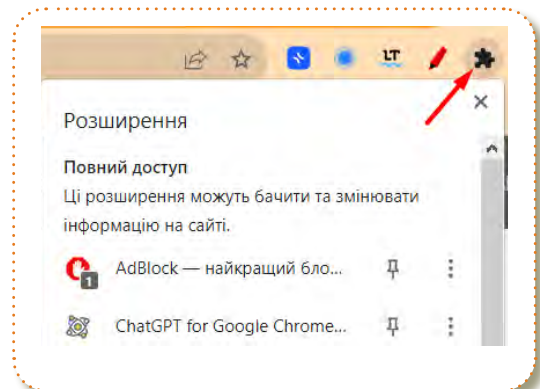 LT
Розширення
Повний доступ
Ці розширення можуть бачити та змінювати
інформацію на сайті.
1
AdBlock — найкращий бло...
ChatGPT for Google Chrome...